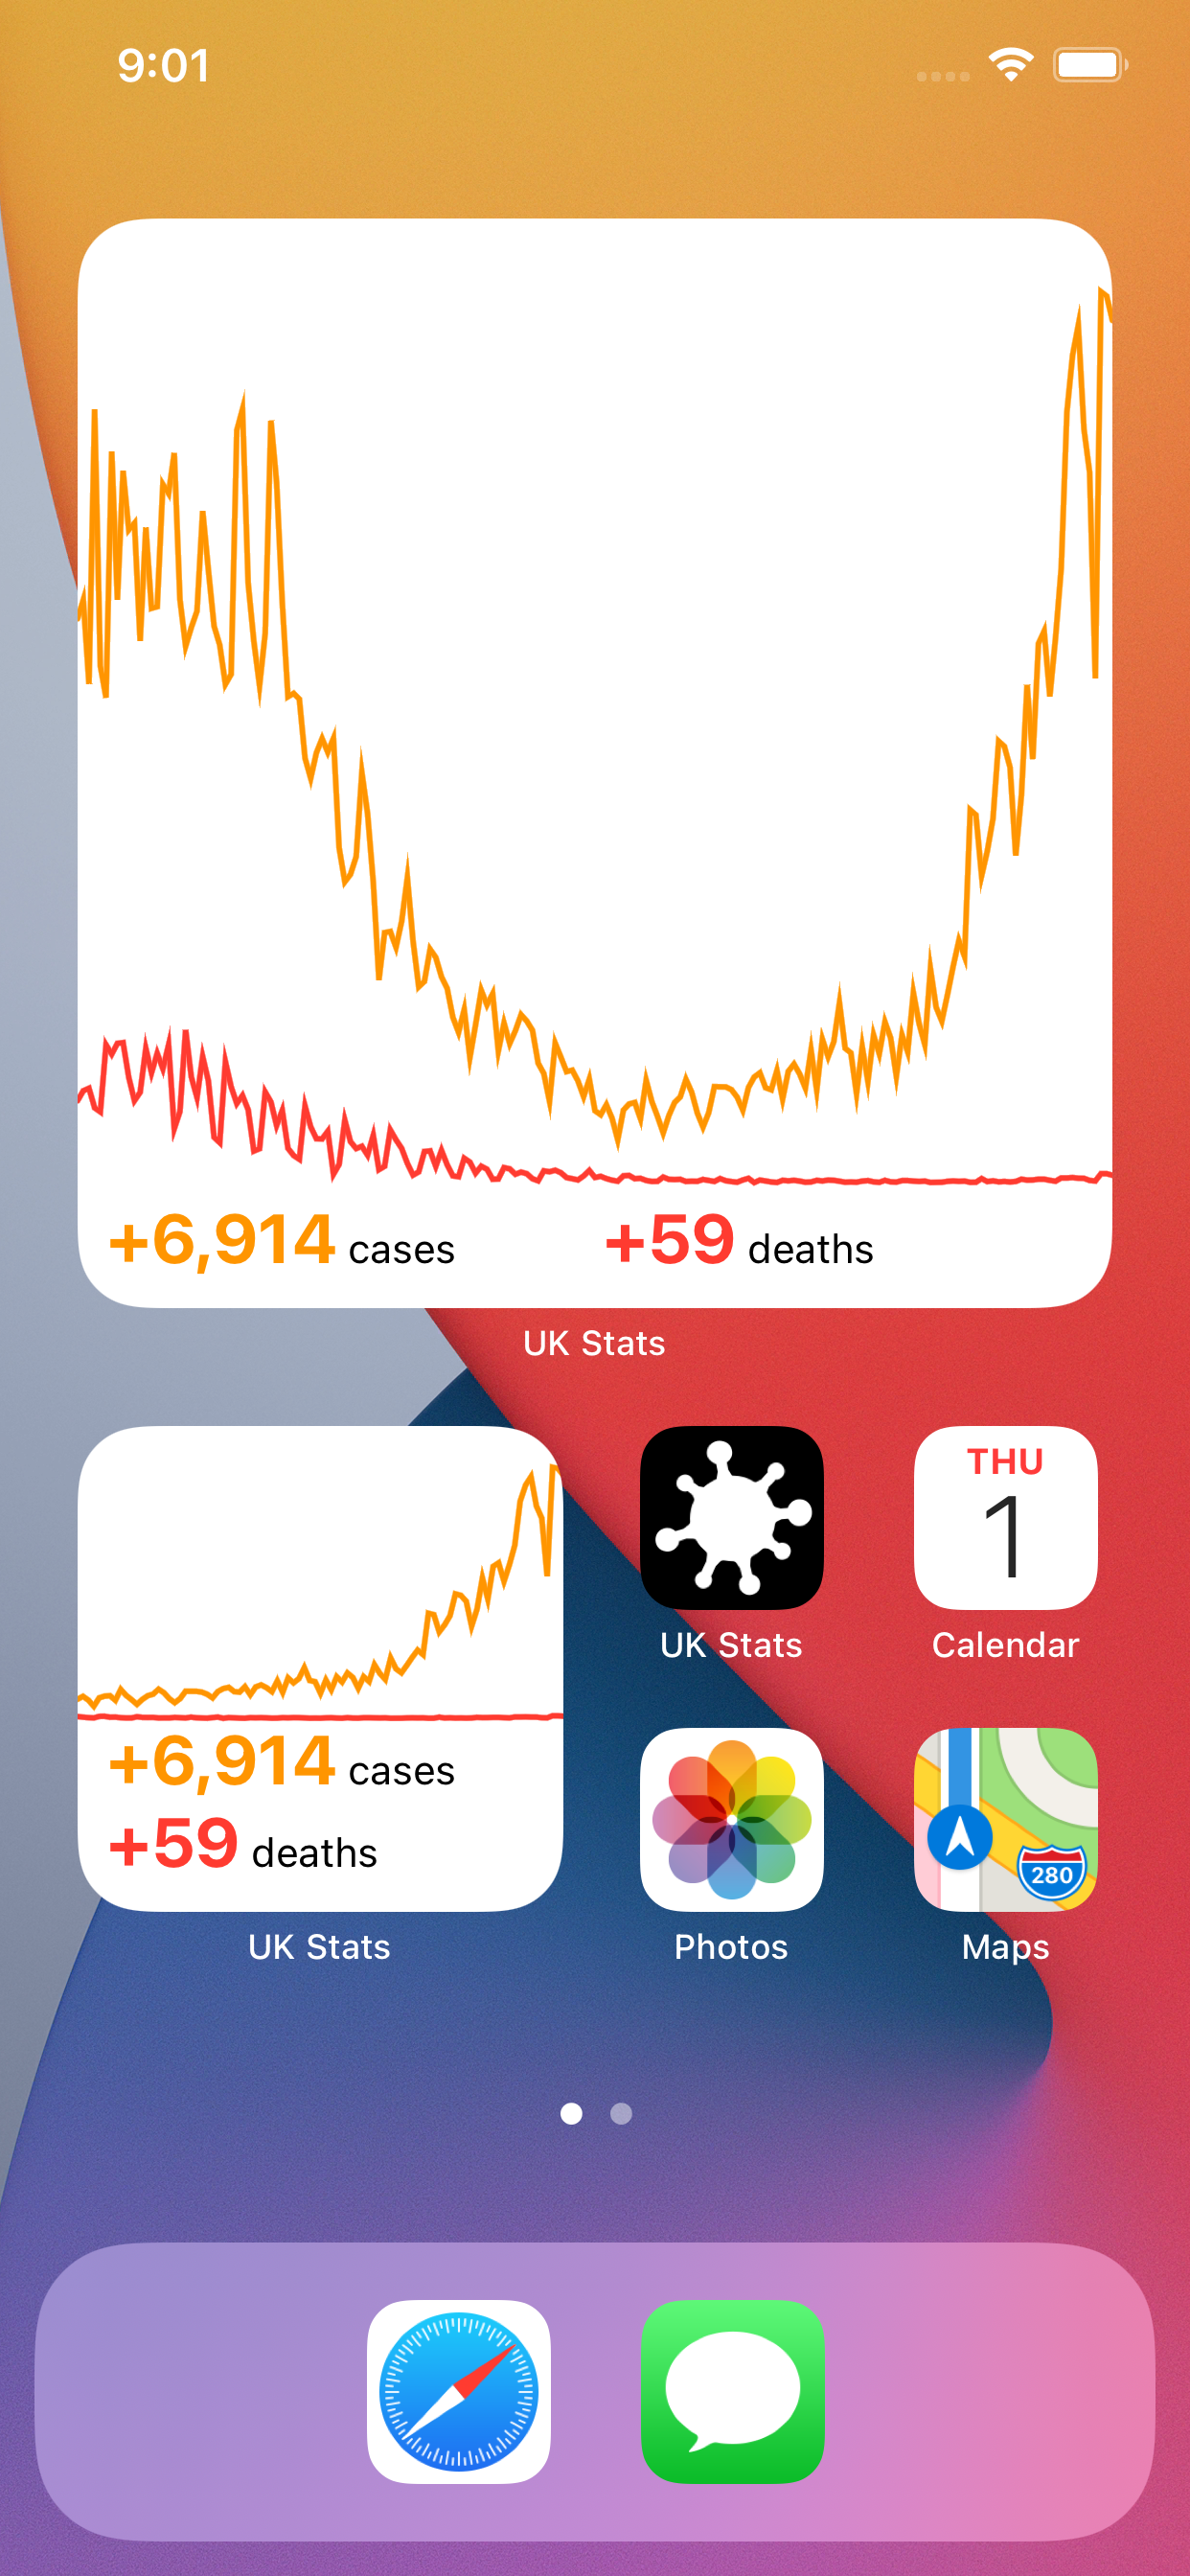 9:01
+6,914 cases +59 deaths
UK Stats
+6,914 cases
+59 deaths
UK Stats
UK Stats
THU
1
Calendar
Photos
280
Maps